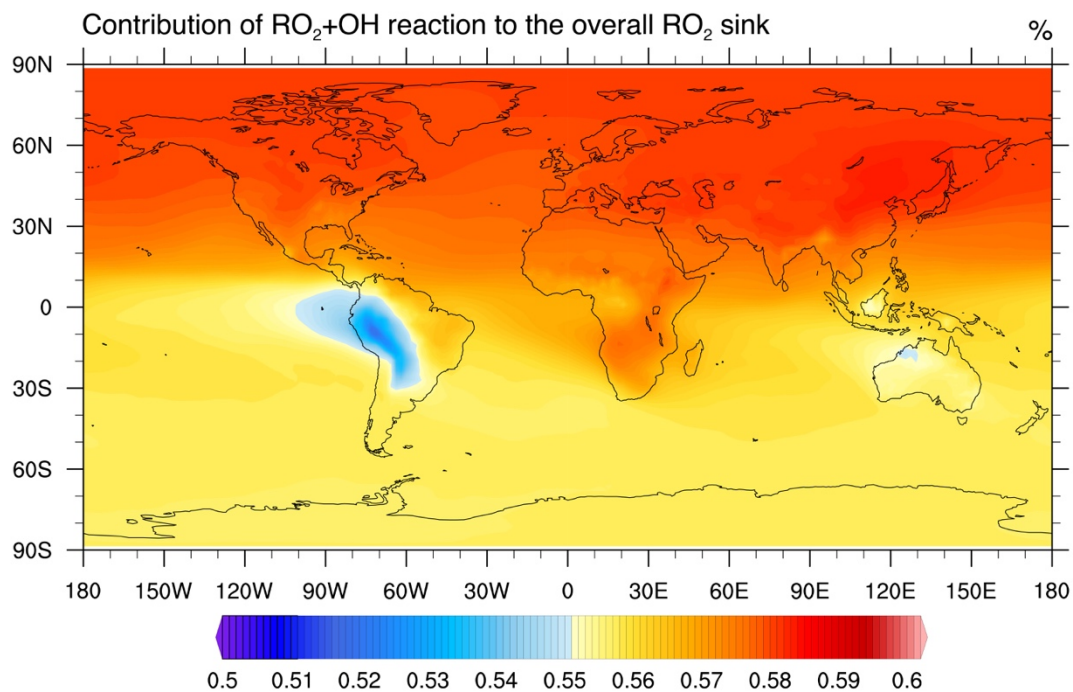 Contribution of RO₂+OH reaction to the overall RO₂ sink %
90N
60N
30N
0
30S
60S
90S
180 150W 120W 90W 60W 30W 0 30E 60E 90E 120E 150E 180
0.5 0.51 0.52 0.53 0.54 0.55 0.56 0.57 0.58 0.59 0.6